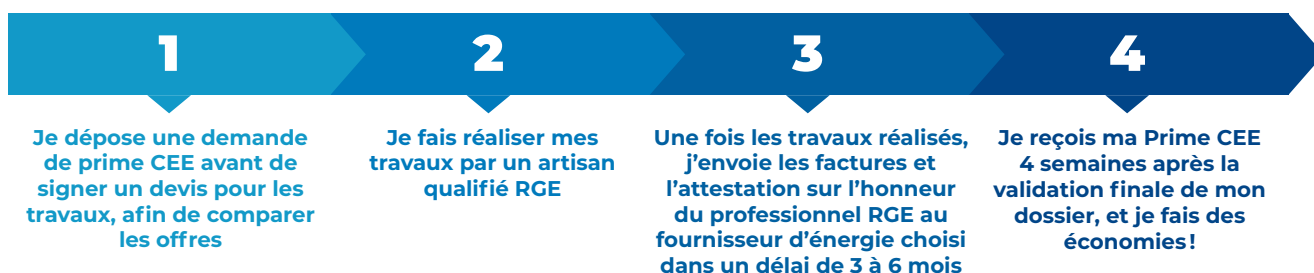 1
Je dépose une demande
de prime CEE avant de
signer un devis pour les
travaux, afin de comparer
les offres
2
Je fais réaliser mes
travaux par un artisan
qualifié RGE
3
Une fois les travaux réalisés,
j’envoie les factures et
l’attestation sur l’honneur
du professionnel RGE au
fournisseur d’énergie choisi
dans un délai de 3 à 6 mois
4
Je reçois ma Prime CEE
4 semaines après la
validation finale de mon
dossier, et je fais des
économies !